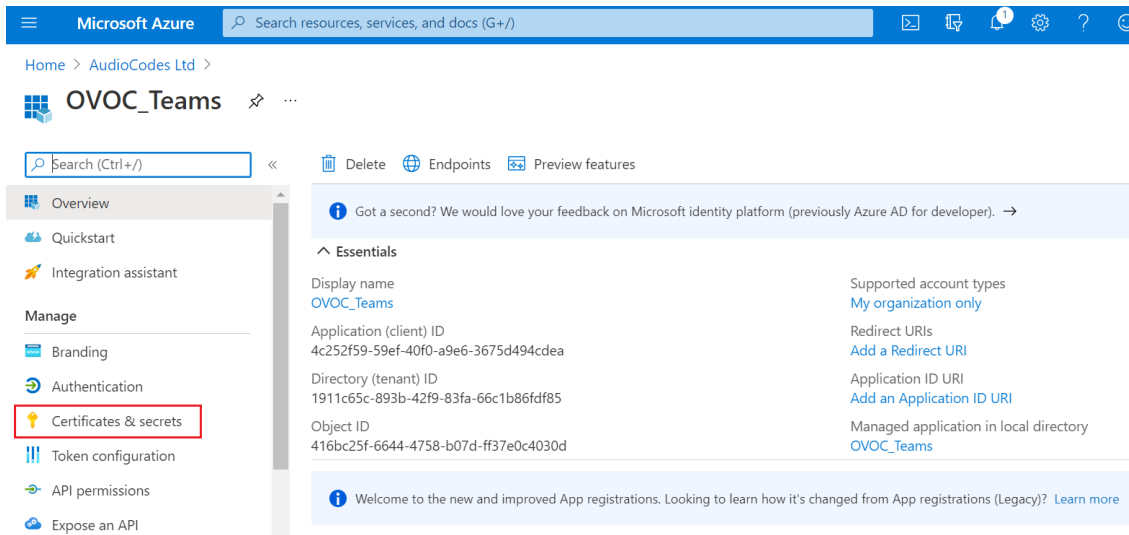 Microsoft Azure
Search resources, services, and docs (G+/)
1
Home > AudioCodes Ltd >
OVOC_Teams
Search (Ctrl+/)
Delete
Endpoints
Preview features
Overview
Quickstart
Integration assistant
Manage
Branding
Authentication
Certificates & secrets
Token configuration
API permissions
Expose an API
Got a second? We would love your feedback on Microsoft identity platform (previously Azure AD for developer). →
Essentials
Display name
OVOC_Teams
Application (client) ID
4c252f59-59ef-40f0-a9e6-3675d494cdea
Directory (tenant) ID
1911c65c-893b-42f9-83fa-66c1b86fdf85
Object ID
416bc25f-6644-4758-b07d-ff37e0c4030d
Supported account types
My organization only
Redirect URIs
Add a Redirect URI
Application ID URI
Add an Application ID URI
Managed application in local directory
OVOC_Teams
Welcome to the new and improved App registrations. Looking to learn how it's changed from App registrations (Legacy)? Learn more